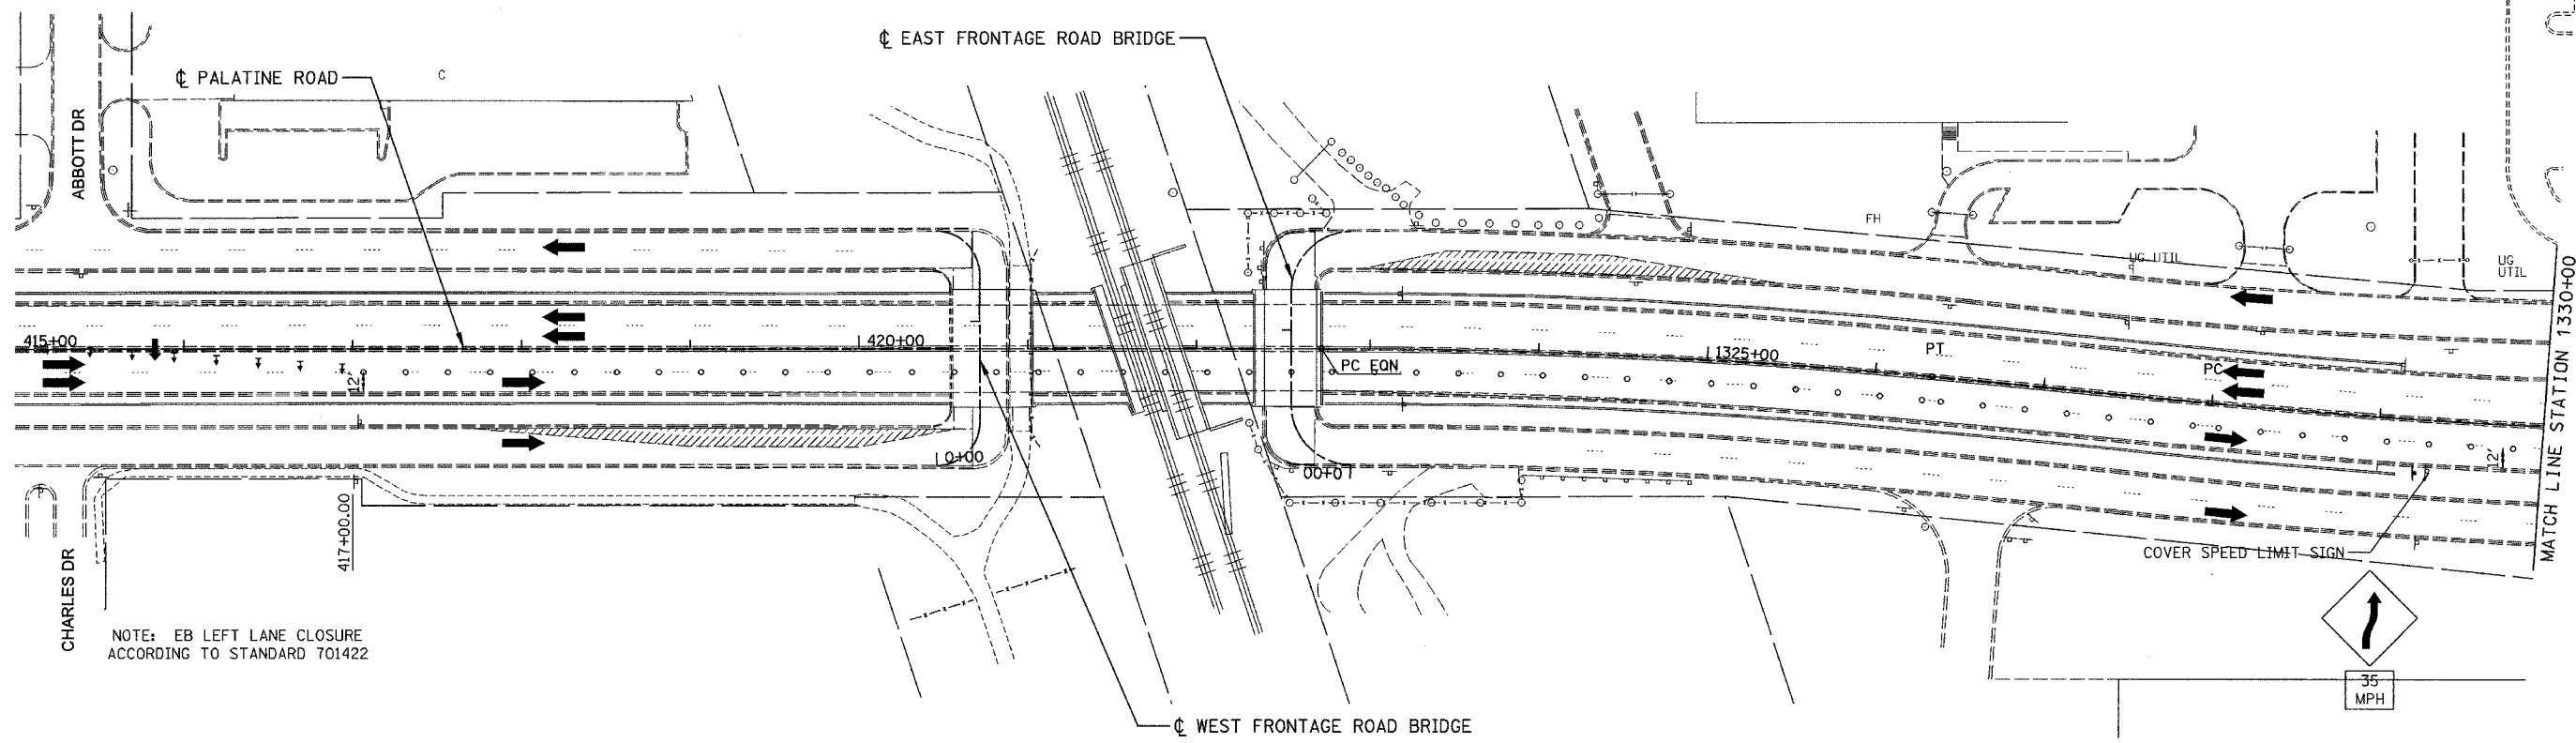 ℄ EAST FRONTAGE ROAD BRIDGE
℄ PALATINE ROAD
C
ABBOTT DR
FH
UG UTIL
UG
UTIL
415+00
420+00
PC EQN
1325+00
PT
PC
12'
12'
10+00
10+00
417+00.00
MATCH LINE STATION 1330+00
COVER SPEED LIMIT SIGN
CHARLES DR
NOTE: EB LEFT LANE CLOSURE
ACCORDING TO STANDARD 701422
35
MPH
℄ WEST FRONTAGE ROAD BRIDGE